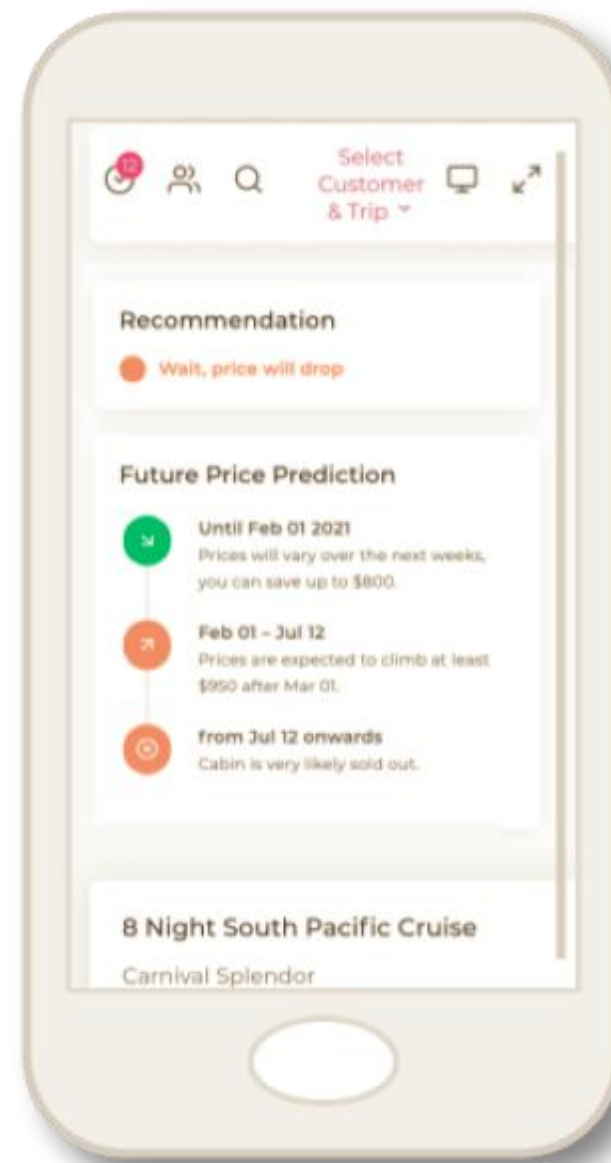 12
Select
Customer
& Trip
Recommendation
Wait, price will drop
Future Price Prediction
Until Feb 01 2021
Prices will vary over the next weeks,
you can save up to $800.
Feb 01 – Jul 12
Prices are expected to climb at least
$950 after Mar 01.
from Jul 12 onwards
Cabin is very likely sold out.
8 Night South Pacific Cruise
Carnival Splendor